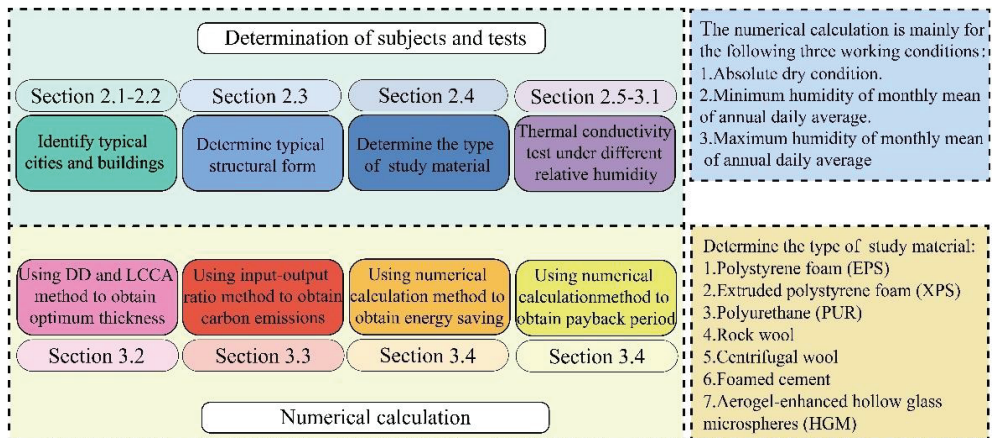 Determination of subjects and tests
Section 2.1-2.2
Identify typical
cities and buildings
Section 2.3
Determine typical
structural form
Section 2.4
Determine the type
of study material
Section 2.5-3.1
Thermal conductivity
test under different
relative humidity
Using DD and LCCA
method to obtain
optimum thickness
Section 3.2
Using input-output
ratio method to obtain
carbon emissions
Section 3.3
Using numerical
calculation method to
obtain energy saving
Section 3.4
Using numerical
calculationmethod to
obtain payback period
Section 3.4
Numerical calculation
The numerical calculation is mainly for
the following three working conditions:
1.Absolute dry condition.
2.Minimum humidity of monthly mean
of annual daily average.
3.Maximum humidity of monthly mean
of annual daily average
Determine the type of study material:
1.Polystyrene foam (EPS)
2.Extruded polystyrene foam (XPS)
3.Polyurethane (PUR)
4.Rock wool
5.Centrifugal wool
6.Foamed cement
7.Aerogel-enhanced hollow glass
microspheres (HGM)